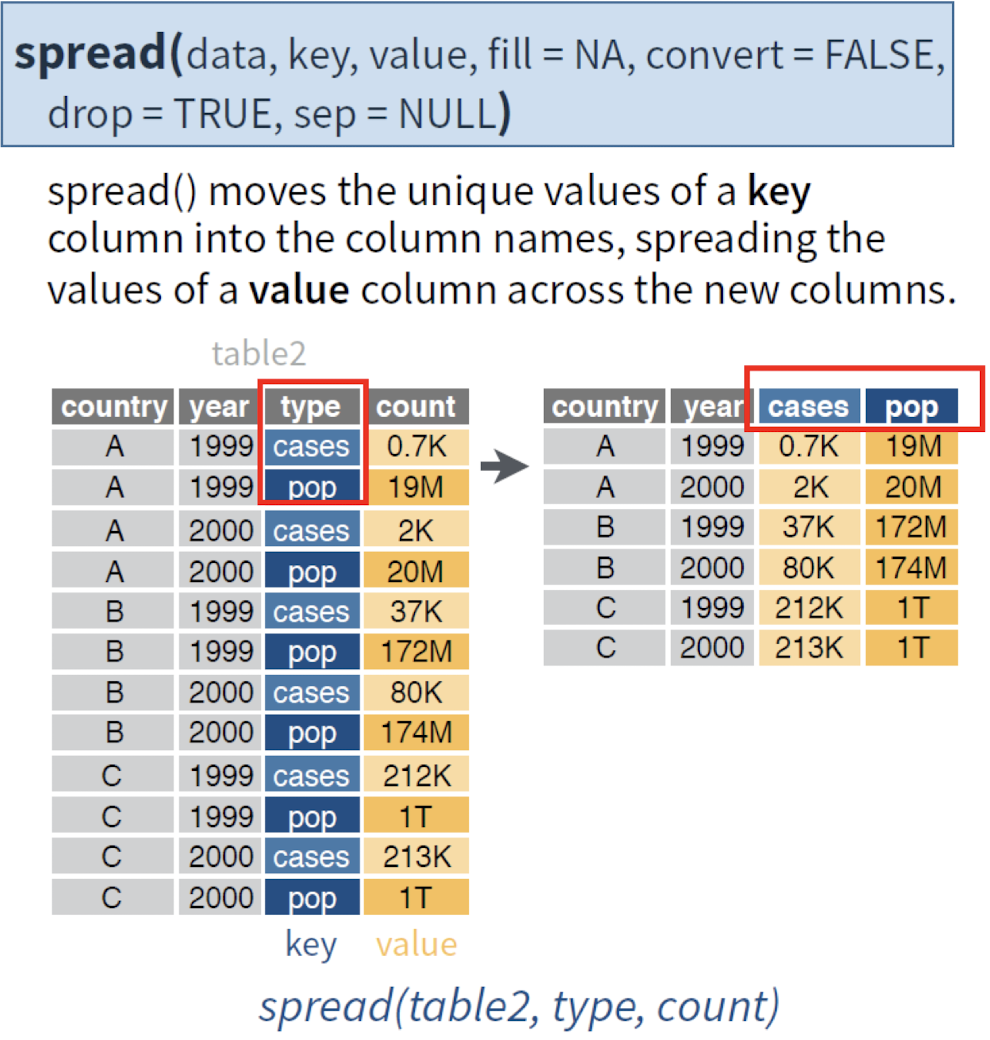 spread(data, key, value, fill = NA, convert = FALSE,
drop = TRUE, sep = NULL)
spread() moves the unique values of a key
column into the column names, spreading the
values of a value column across the new columns.
table2
country year type count
A 1999 cases 0.7K
A 1999 pop 19M
A 2000 cases 2K
A 2000 pop 20M
B 1999 cases 37K
B 1999 pop 172M
B 2000 cases 80K
B 2000 pop 174M
C 1999 cases 212K
C 1999 pop 1T
C 2000 cases 213K
C 2000 pop 1T
key value
country year cases pop
A 1999 0.7K 19M
A 2000 2K 20M
B 1999 37K 172M
B 2000 80K 174M
C 1999 212K 1T
C 2000 213K 1T
spread(table2, type, count)